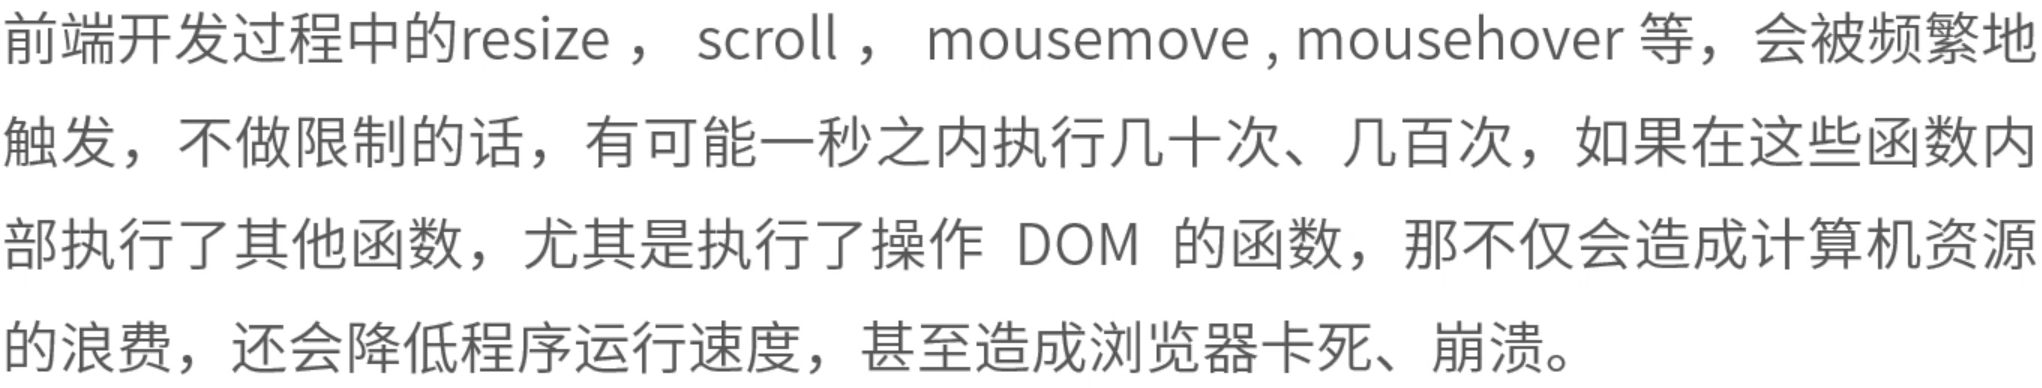 前端开发过程中的resize ， scroll ， mousemove , mousehover 等，会被频繁地
触发，不做限制的话，有可能一秒之内执行几十次、几百次，如果在这些函数内
部执行了其他函数，尤其是执行了操作 DOM 的函数，那不仅会造成计算机资源
的浪费，还会降低程序运行速度，甚至造成浏览器卡死、崩溃。